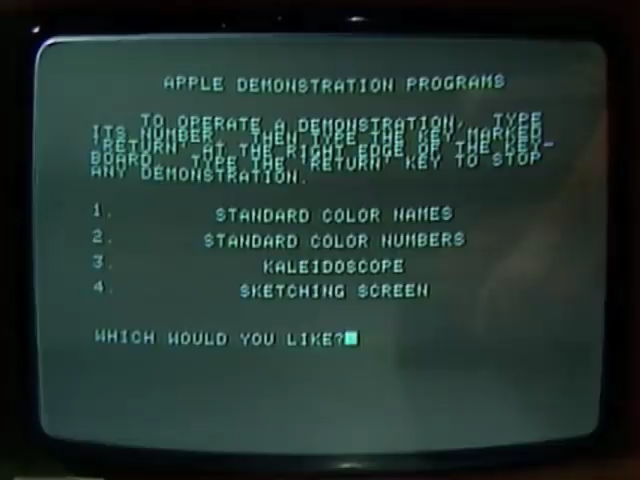 APPLE DEMONSTRATION PROGRAMS
TO OPERATE A DEMONSTRATION, TYPE
ITS NUMBER, THEN TYPE THE KEY MARKED
'RETURN' AT THE RIGHT EDGE OF THE KEY-
BOARD. TYPE THE 'RETURN' KEY TO STOP
ANY DEMONSTRATION.
1. STANDARD COLOR NAMES
2. STANDARD COLOR NUMBERS
3. KALEIDOSCOPE
4. SKETCHING SCREEN
WHICH WOULD YOU LIKE?